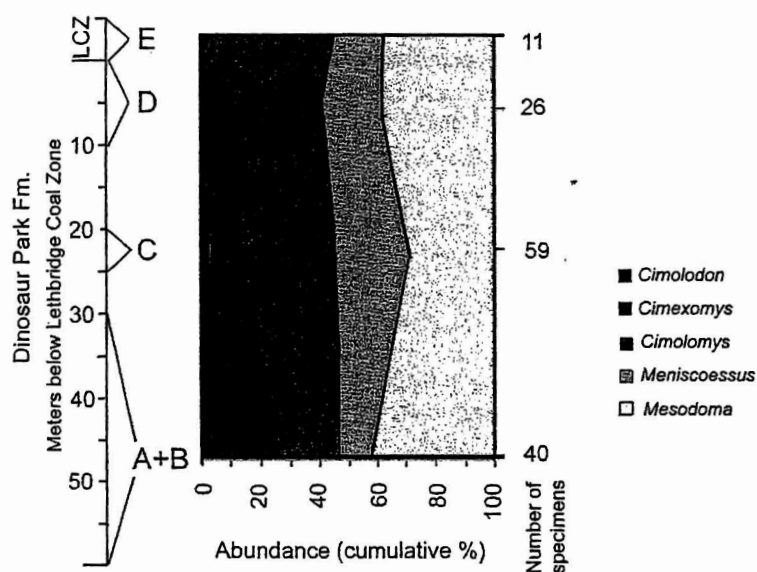 LCZ
E
D
C
A+B
10
20
30
40
50
Dinosaur Park Fm.
Meters below Lethbridge Coal Zone
0
20
40
60
80
100
Abundance (cumulative %)
11
26
59
40
Number of
specimens
Cimolodon
Cimexomys
Cimolomys
Meniscoessus
Mesodoma